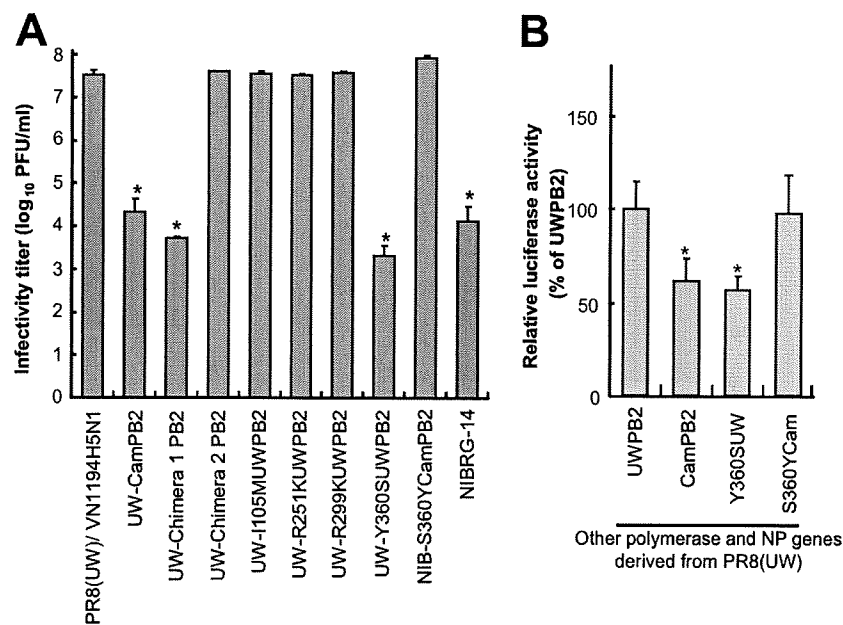 A
Infectivity titer (log10 PFU/ml)
8
7
6
5
4
3
2
1
0
*
*
*
*
PR8(UW)/ VN1194H5N1
UW-CamPB2
UW-Chimera 1 PB2
UW-Chimera 2 PB2
UW-I105MUWPB2
UW-R251KUWPB2
UW-R299KUWPB2
UW-Y360SUWPB2
NIB-S360YCamPB2
NIBRG-14
B
Relative luciferase activity
(% of UWPB2)
150
100
50
0
*
*
UWPB2
CamPB2
Y360SUW
S360YCam
Other polymerase and NP genes
derived from PR8(UW)